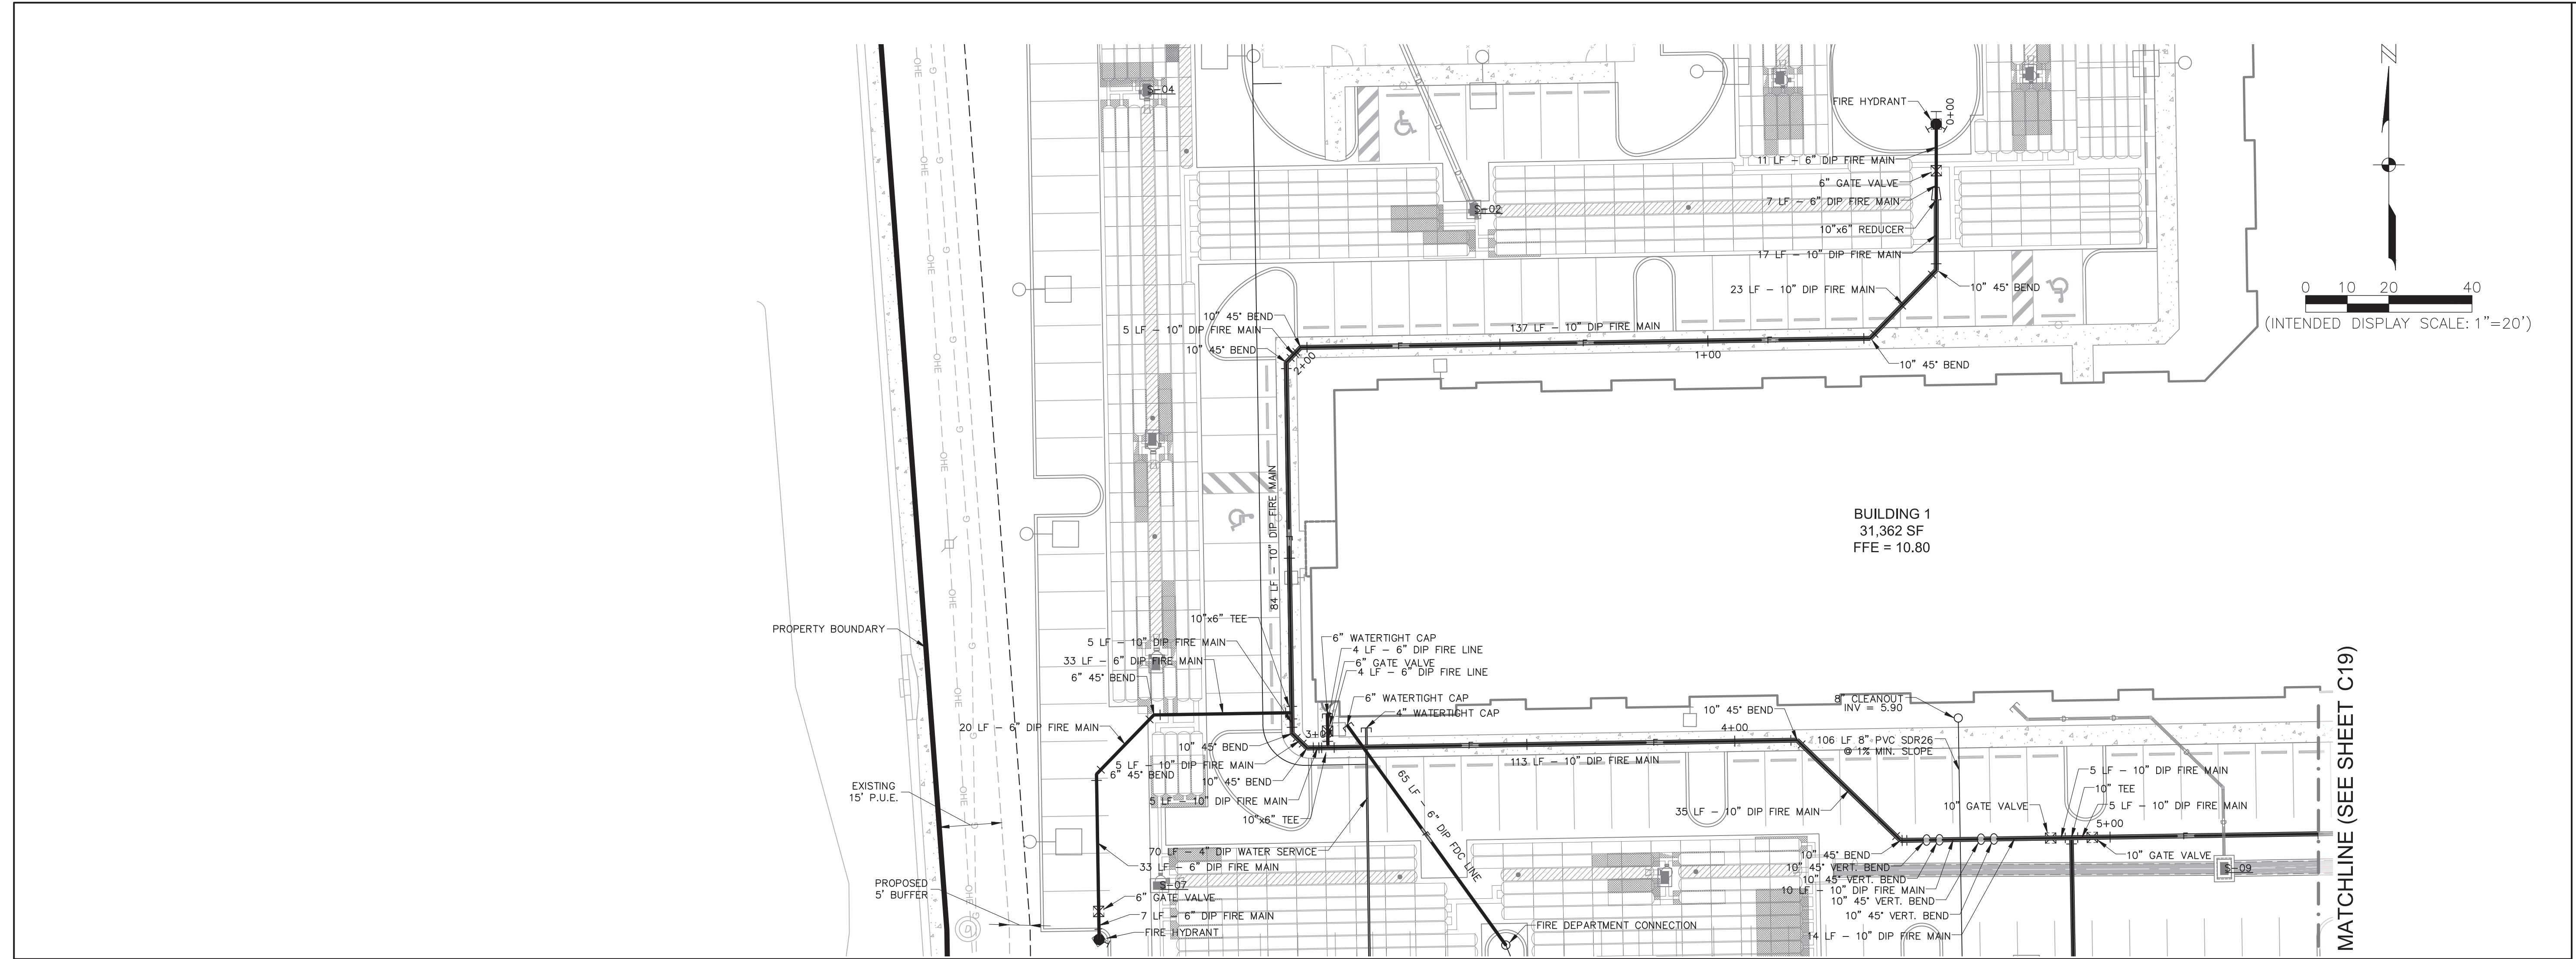 OHE
G
OHE
G
OHE
G
OHE
G
OHE
G
OHE
G
OHE
OHE
G
OHE
G
OHE
G
S-04
D
D
D
S-02
FIRE HYDRANT
0+00
11 LF - 6" DIP FIRE MAIN
6" GATE VALVE
7 LF - 6" DIP FIRE MAIN
10"x6" REDUCER
17 LF - 10" DIP FIRE MAIN
23 LF - 10" DIP FIRE MAIN
10" 45° BEND
N
0 10 20 40
(INTENDED DISPLAY SCALE: 1"=20')
10" 45° BEND
5 LF - 10" DIP FIRE MAIN
10" 45° BEND
2+00
137 LF - 10" DIP FIRE MAIN
F
F
F
1+00
10" 45° BEND
84 LF - 10" DIP FIRE MAIN
F
BUILDING 1
31,362 SF
FFE = 10.80
PROPERTY BOUNDARY
10"x6" TEE
5 LF - 10" DIP FIRE MAIN
33 LF - 6" DIP FIRE MAIN
6" 45° BEND
20 LF - 6" DIP FIRE MAIN
10" 45° BEND
5 LF - 10" DIP FIRE MAIN
6" 45° BEND
10" 45° BEND
5 LF - 10" DIP FIRE MAIN
10"x6" TEE
6" WATERTIGHT CAP
4 LF - 6" DIP FIRE LINE
6" GATE VALVE
4 LF - 6" DIP FIRE LINE
6" WATERTIGHT CAP
4" WATERTIGHT CAP
3+00
113 LF - 10" DIP FIRE MAIN
F
F
10" 45° BEND
4+00
8" CLEANOUT
INV = 5.90
106 LF 8" PVC SDR26
@ 1% MIN. SLOPE
35 LF - 10" DIP FIRE MAIN
65 LF - 6" DIP FDC LINE
F
70 LF - 4" DIP WATER SERVICE
EXISTING
15' P.U.E.
PROPOSED
5' BUFFER
33 LF - 6" DIP FIRE MAIN
S-07
6" GATE VALVE
7 LF - 6" DIP FIRE MAIN
FIRE HYDRANT
D
FIRE DEPARTMENT CONNECTION
10" GATE VALVE
5 LF - 10" DIP FIRE MAIN
10" TEE
5 LF - 10" DIP FIRE MAIN
5+00
F
10" GATE VALVE
D
D
D
S-09
10" 45° BEND
10" 45° VERT. BEND
10" 45° VERT. BEND
10 LF - 10" DIP FIRE MAIN
10" 45° VERT. BEND
10" 45° VERT. BEND
14 LF - 10" DIP FIRE MAIN
MATCHLINE (SEE SHEET C19)